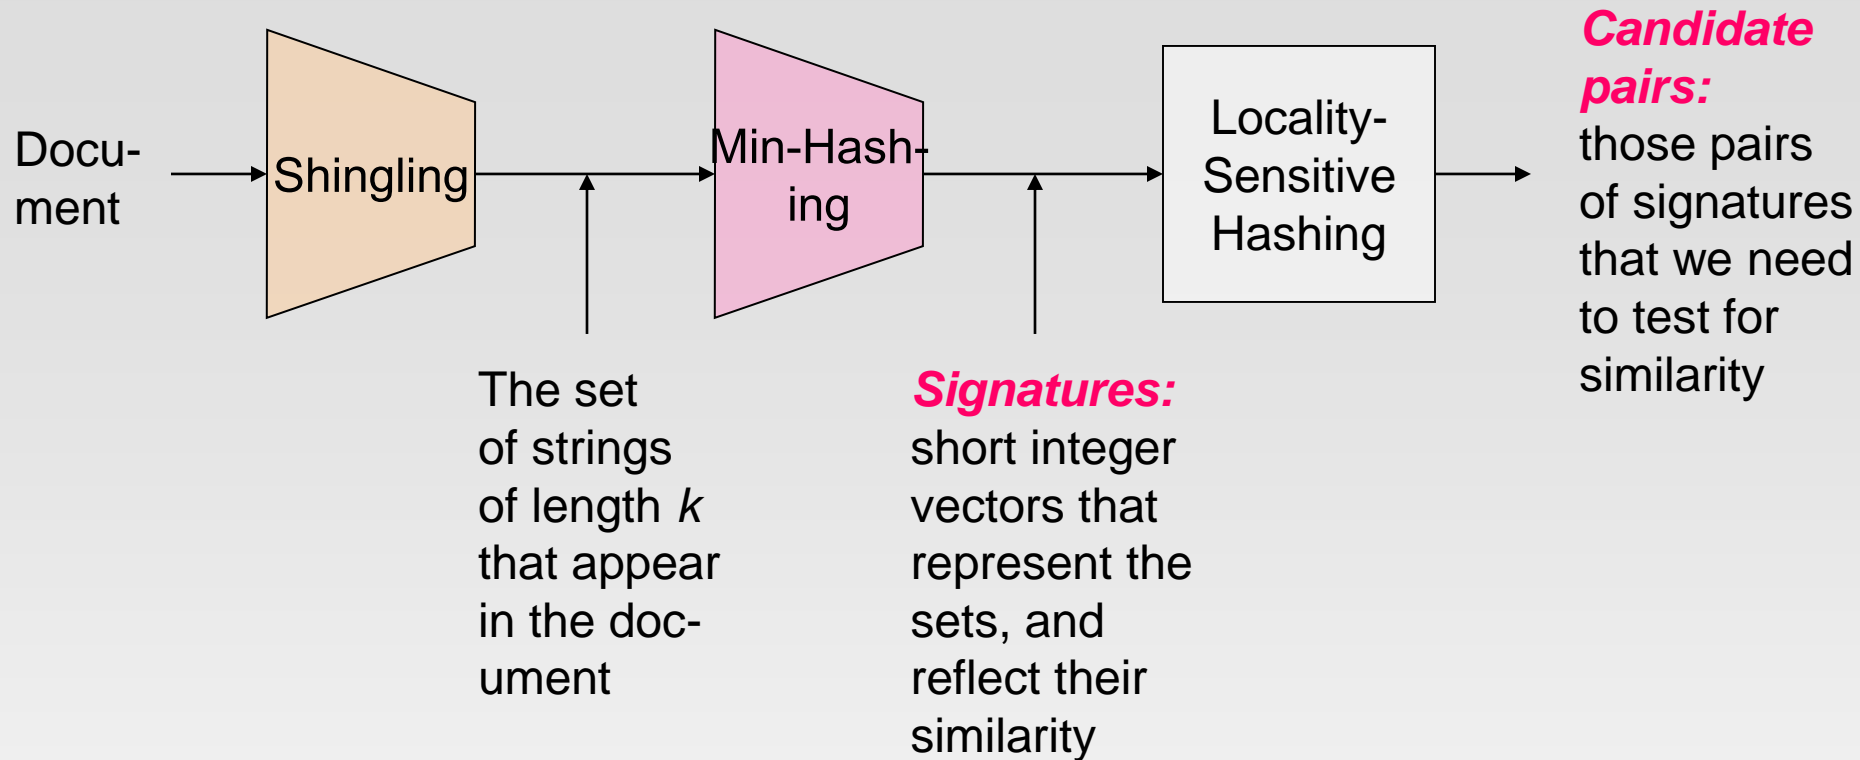 Docu-
ment
Shingling
Min-Hash-
ing
Locality-
Sensitive
Hashing
Candidate
pairs:
those pairs
of signatures
that we need
to test for
similarity
The set
of strings
of length k
that appear
in the doc-
ument
Signatures:
short integer
vectors that
represent the
sets, and
reflect their
similarity